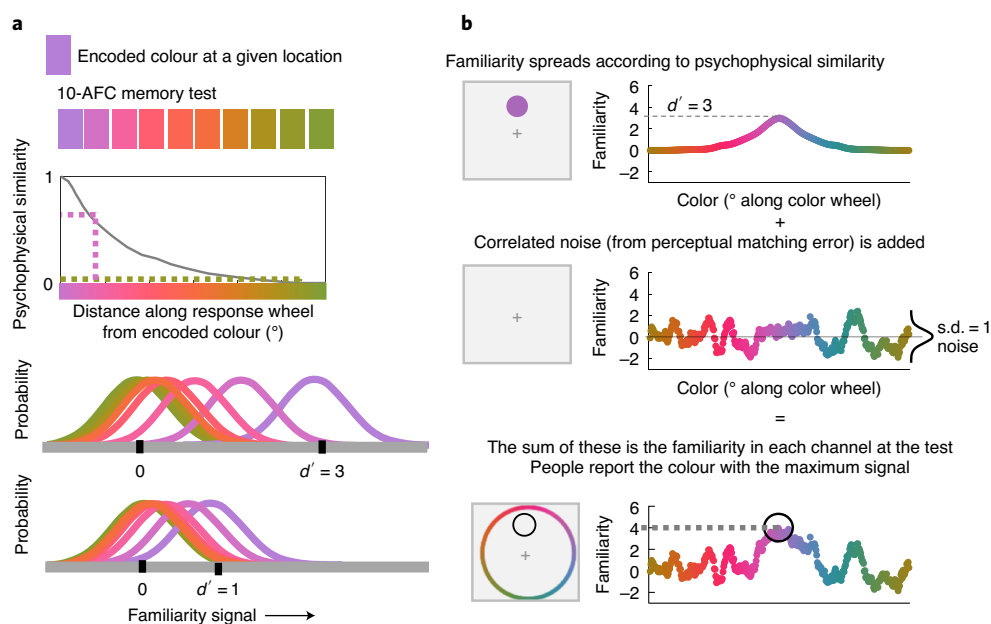 a
Encoded colour at a given location
10-AFC memory test
Psychophysical similarity
1
0
Distance along response wheel
from encoded colour (°)
Probability
0
d′ = 3
Probability
0
d′ = 1
Familiarity signal
b
Familiarity spreads according to psychophysical similarity
Familiarity
6
4
2
0
−2
d′ = 3
Color (° along color wheel)
+
Correlated noise (from perceptual matching error) is added
Familiarity
6
4
2
0
−2
s.d. = 1
noise
Color (° along color wheel)
=
The sum of these is the familiarity in each channel at the test
People report the colour with the maximum signal
Familiarity
6
4
2
0
−2